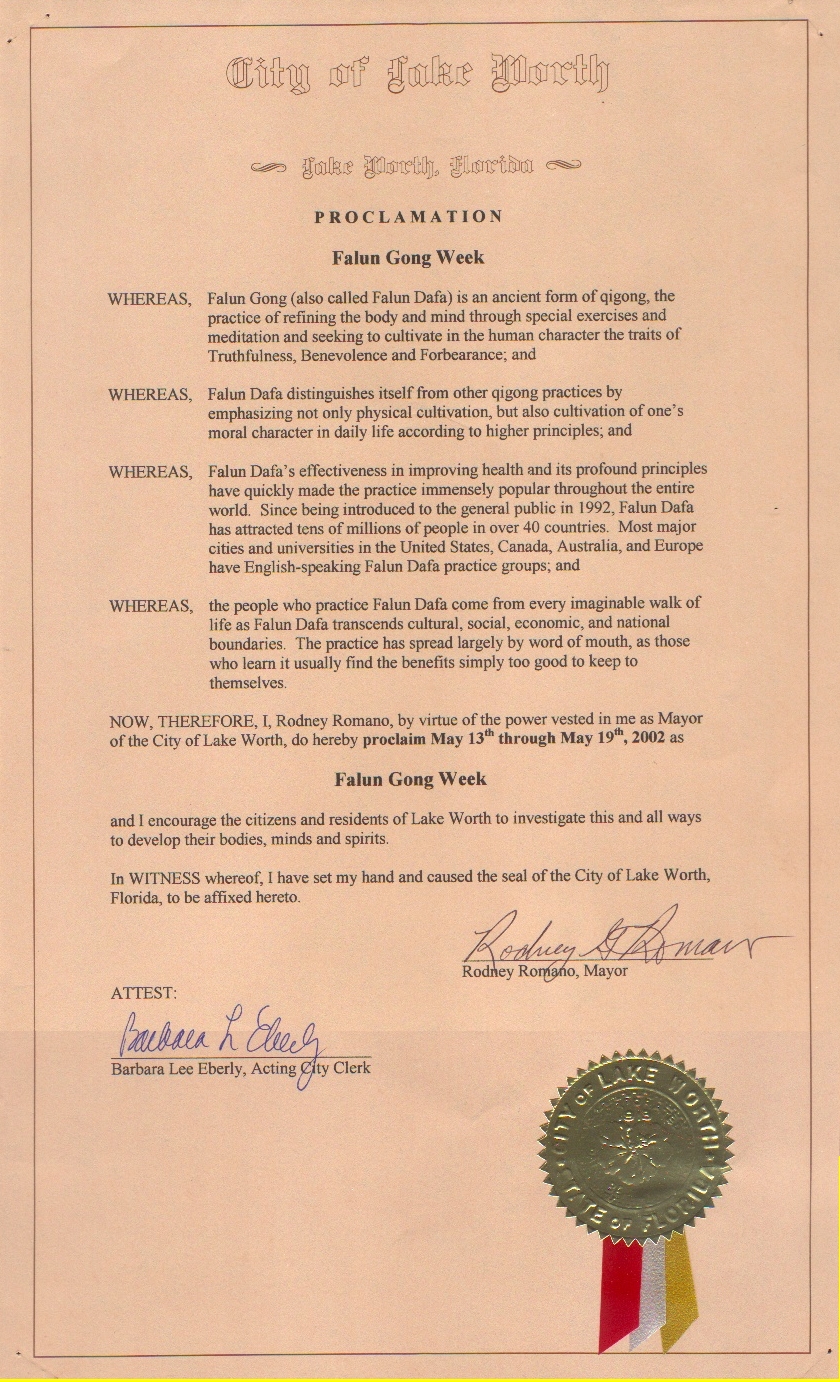 City of Lake Worth
Lake Worth, Florida
PROCLAMATION
Falun Gong Week
WHEREAS, Falun Gong (also called Falun Dafa) is an ancient form of qigong, the
practice of refining the body and mind through special exercises and
meditation and seeking to cultivate in the human character the traits of
Truthfulness, Benevolence and Forbearance; and
WHEREAS, Falun Dafa distinguishes itself from other qigong practices by
emphasizing not only physical cultivation, but also cultivation of one's
moral character in daily life according to higher principles; and
WHEREAS, Falun Dafa's effectiveness in improving health and its profound principles
have quickly made the practice immensely popular throughout the entire
world. Since being introduced to the general public in 1992, Falun Dafa
has attracted tens of millions of people in over 40 countries. Most major
cities and universities in the United States, Canada, Australia, and Europe
have English-speaking Falun Dafa practice groups; and
WHEREAS, the people who practice Falun Dafa come from every imaginable walk of
life as Falun Dafa transcends cultural, social, economic, and national
boundaries. The practice has spread largely by word of mouth, as those
who learn it usually find the benefits simply too good to keep to
themselves.
NOW, THEREFORE, I, Rodney Romano, by virtue of the power vested in me as Mayor
of the City of Lake Worth, do hereby proclaim May 13th through May 19th, 2002 as
Falun Gong Week
and I encourage the citizens and residents of Lake Worth to investigate this and all ways
to develop their bodies, minds and spirits.
In WITNESS whereof, I have set my hand and caused the seal of the City of Lake Worth,
Florida, to be affixed hereto.
Rodney G Romano
Rodney Romano, Mayor
ATTEST:
Barbara L Eberly
Barbara Lee Eberly, Acting City Clerk
CITY OF LAKE WORTH
STATE OF FLORIDA